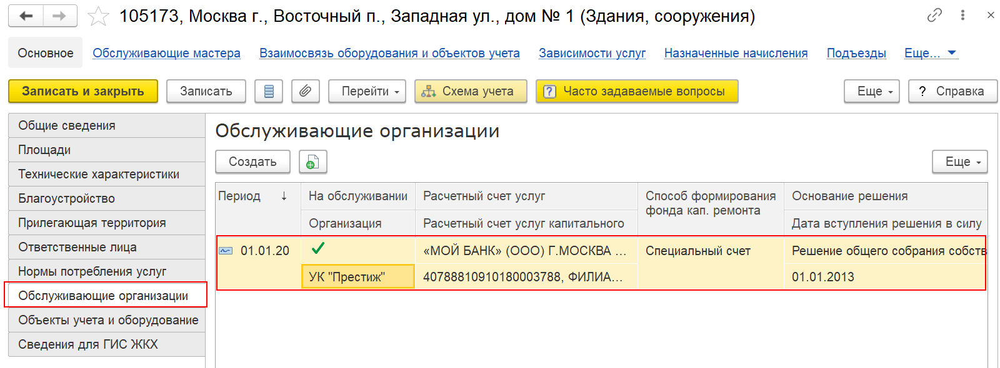 105173, Москва г., Восточный п., Западная ул., дом № 1 (Здания, сооружения)
Основное Обслуживающие мастера Взаимосвязь оборудования и объектов учета Зависимости услуг Назначенные начисления Подъезды Еще...
Записать и закрыть Записать Перейти Схема учета ? Часто задаваемые вопросы Еще ? Справка
Общие сведения
Площади
Технические характеристики
Благоустройство
Прилегающая территория
Ответственные лица
Нормы потребления услуг
Обслуживающие организации
Объекты учета и оборудование
Сведения для ГИС ЖКХ
Обслуживающие организации
Создать Еще
Период ↓ На обслуживании Расчетный счет услуг Способ формирования фонда кап. ремонта Основание решения
Организация Расчетный счет услуг капитального Дата вступления решения в силу
01.01.20 «МОЙ БАНК» (ООО) Г.МОСКВА ... Специальный счет Решение общего собрания собств
УК "Престиж" 40788810910180003788, ФИЛИА... 01.01.2013